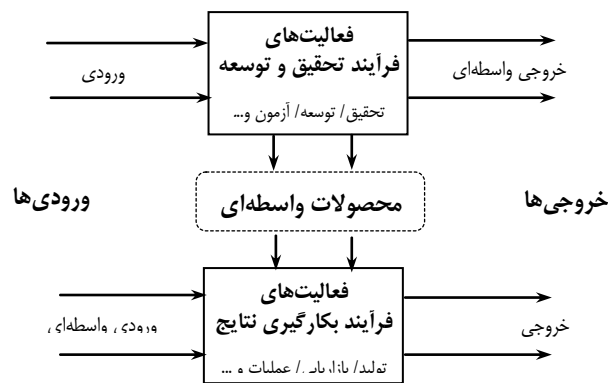 فعالیت‌های
فرآیند تحقیق و توسعه
تحقیق/ توسعه/ آزمون و...
ورودی
خروجی واسطه‌ای
ورودی‌ها
محصولات واسطه‌ای
خروجی‌ها
فعالیت‌های
فرآیند بکارگیری نتایج
تولید/ بازاریابی/ عملیات و ...
ورودی واسطه‌ای
خروجی